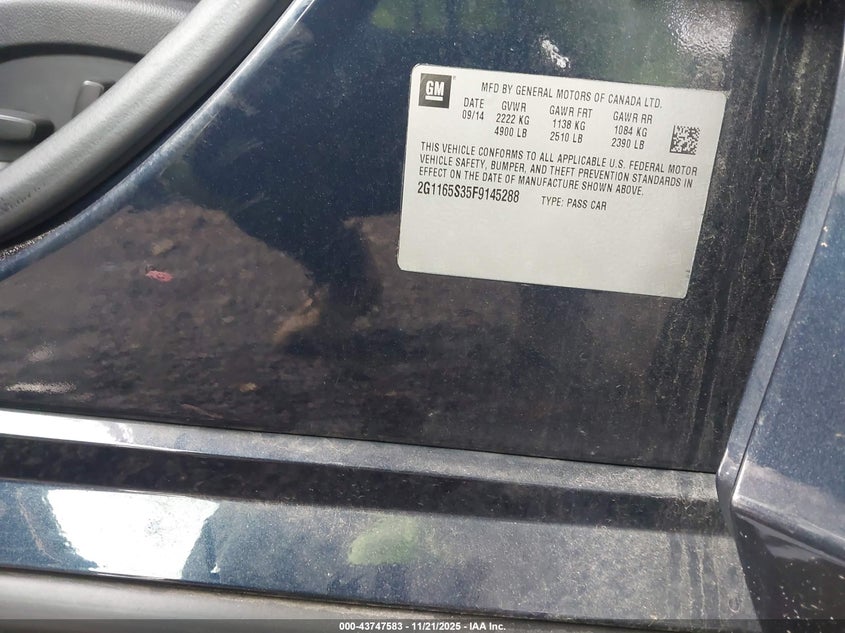 GM
MFD BY GENERAL MOTORS OF CANADA LTD.
DATE GVWR GAWR FRT GAWR RR
09/14 2222 KG 1138 KG 1084 KG
4900 LB 2510 LB 2390 LB
THIS VEHICLE CONFORMS TO ALL APPLICABLE U.S. FEDERAL MOTOR
VEHICLE SAFETY, BUMPER, AND THEFT PREVENTION STANDARDS IN
EFFECT ON THE DATE OF MANUFACTURE SHOWN ABOVE.
2G1165S35F9145288 TYPE: PASS CAR
000-43747583 - 11/21/2025 - IAA Inc.